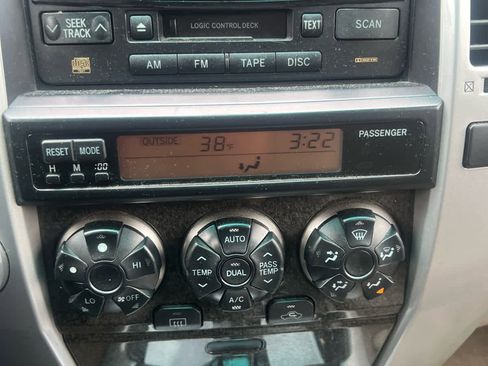 SEEK
TRACK
LOGIC CONTROL DECK
TEXT
SCAN
AM
FM
TAPE
DISC
RESET
MODE
H
M
:00
OUTSIDE
38°F
3:22
PASSENGER
HI
LO
OFF
AUTO
TEMP
DUAL
PASS
TEMP
A/C